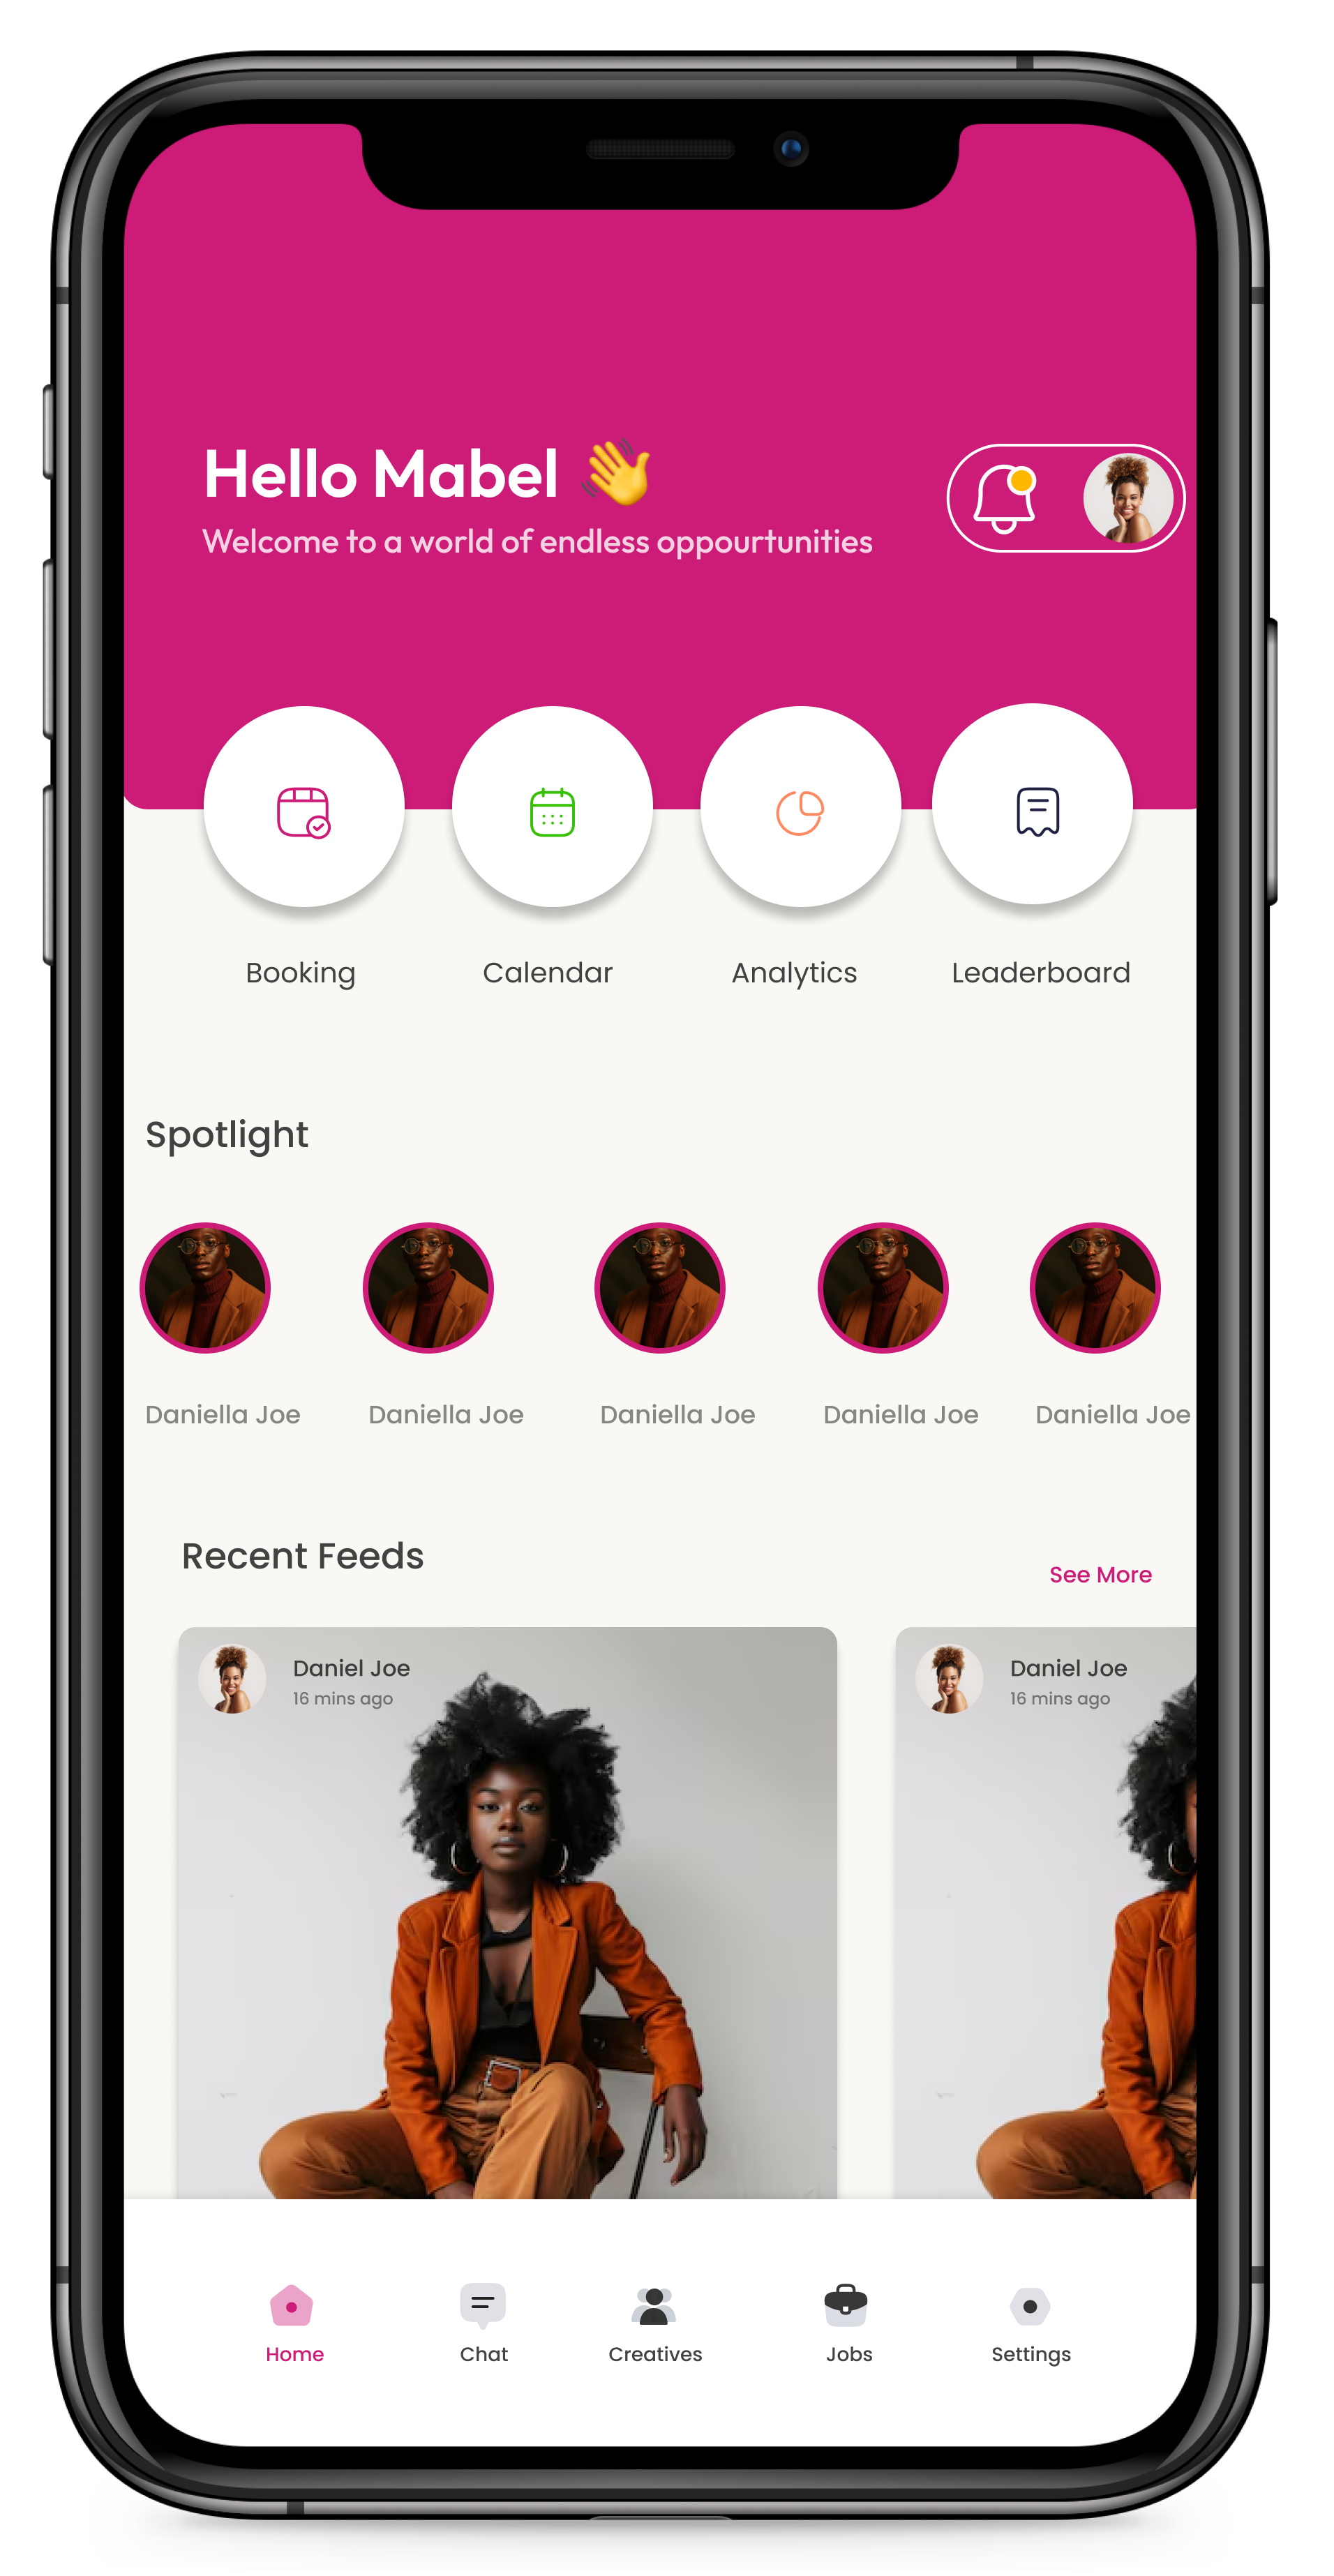 Hello Mabel 👋
Welcome to a world of endless oppourtunities
Booking Calendar Analytics Leaderboard
Spotlight
Daniella Joe Daniella Joe Daniella Joe Daniella Joe Daniella Joe
Recent Feeds
See More
Daniel Joe Daniel Joe
16 mins ago 16 mins ago
Home Chat Creatives Jobs Settings